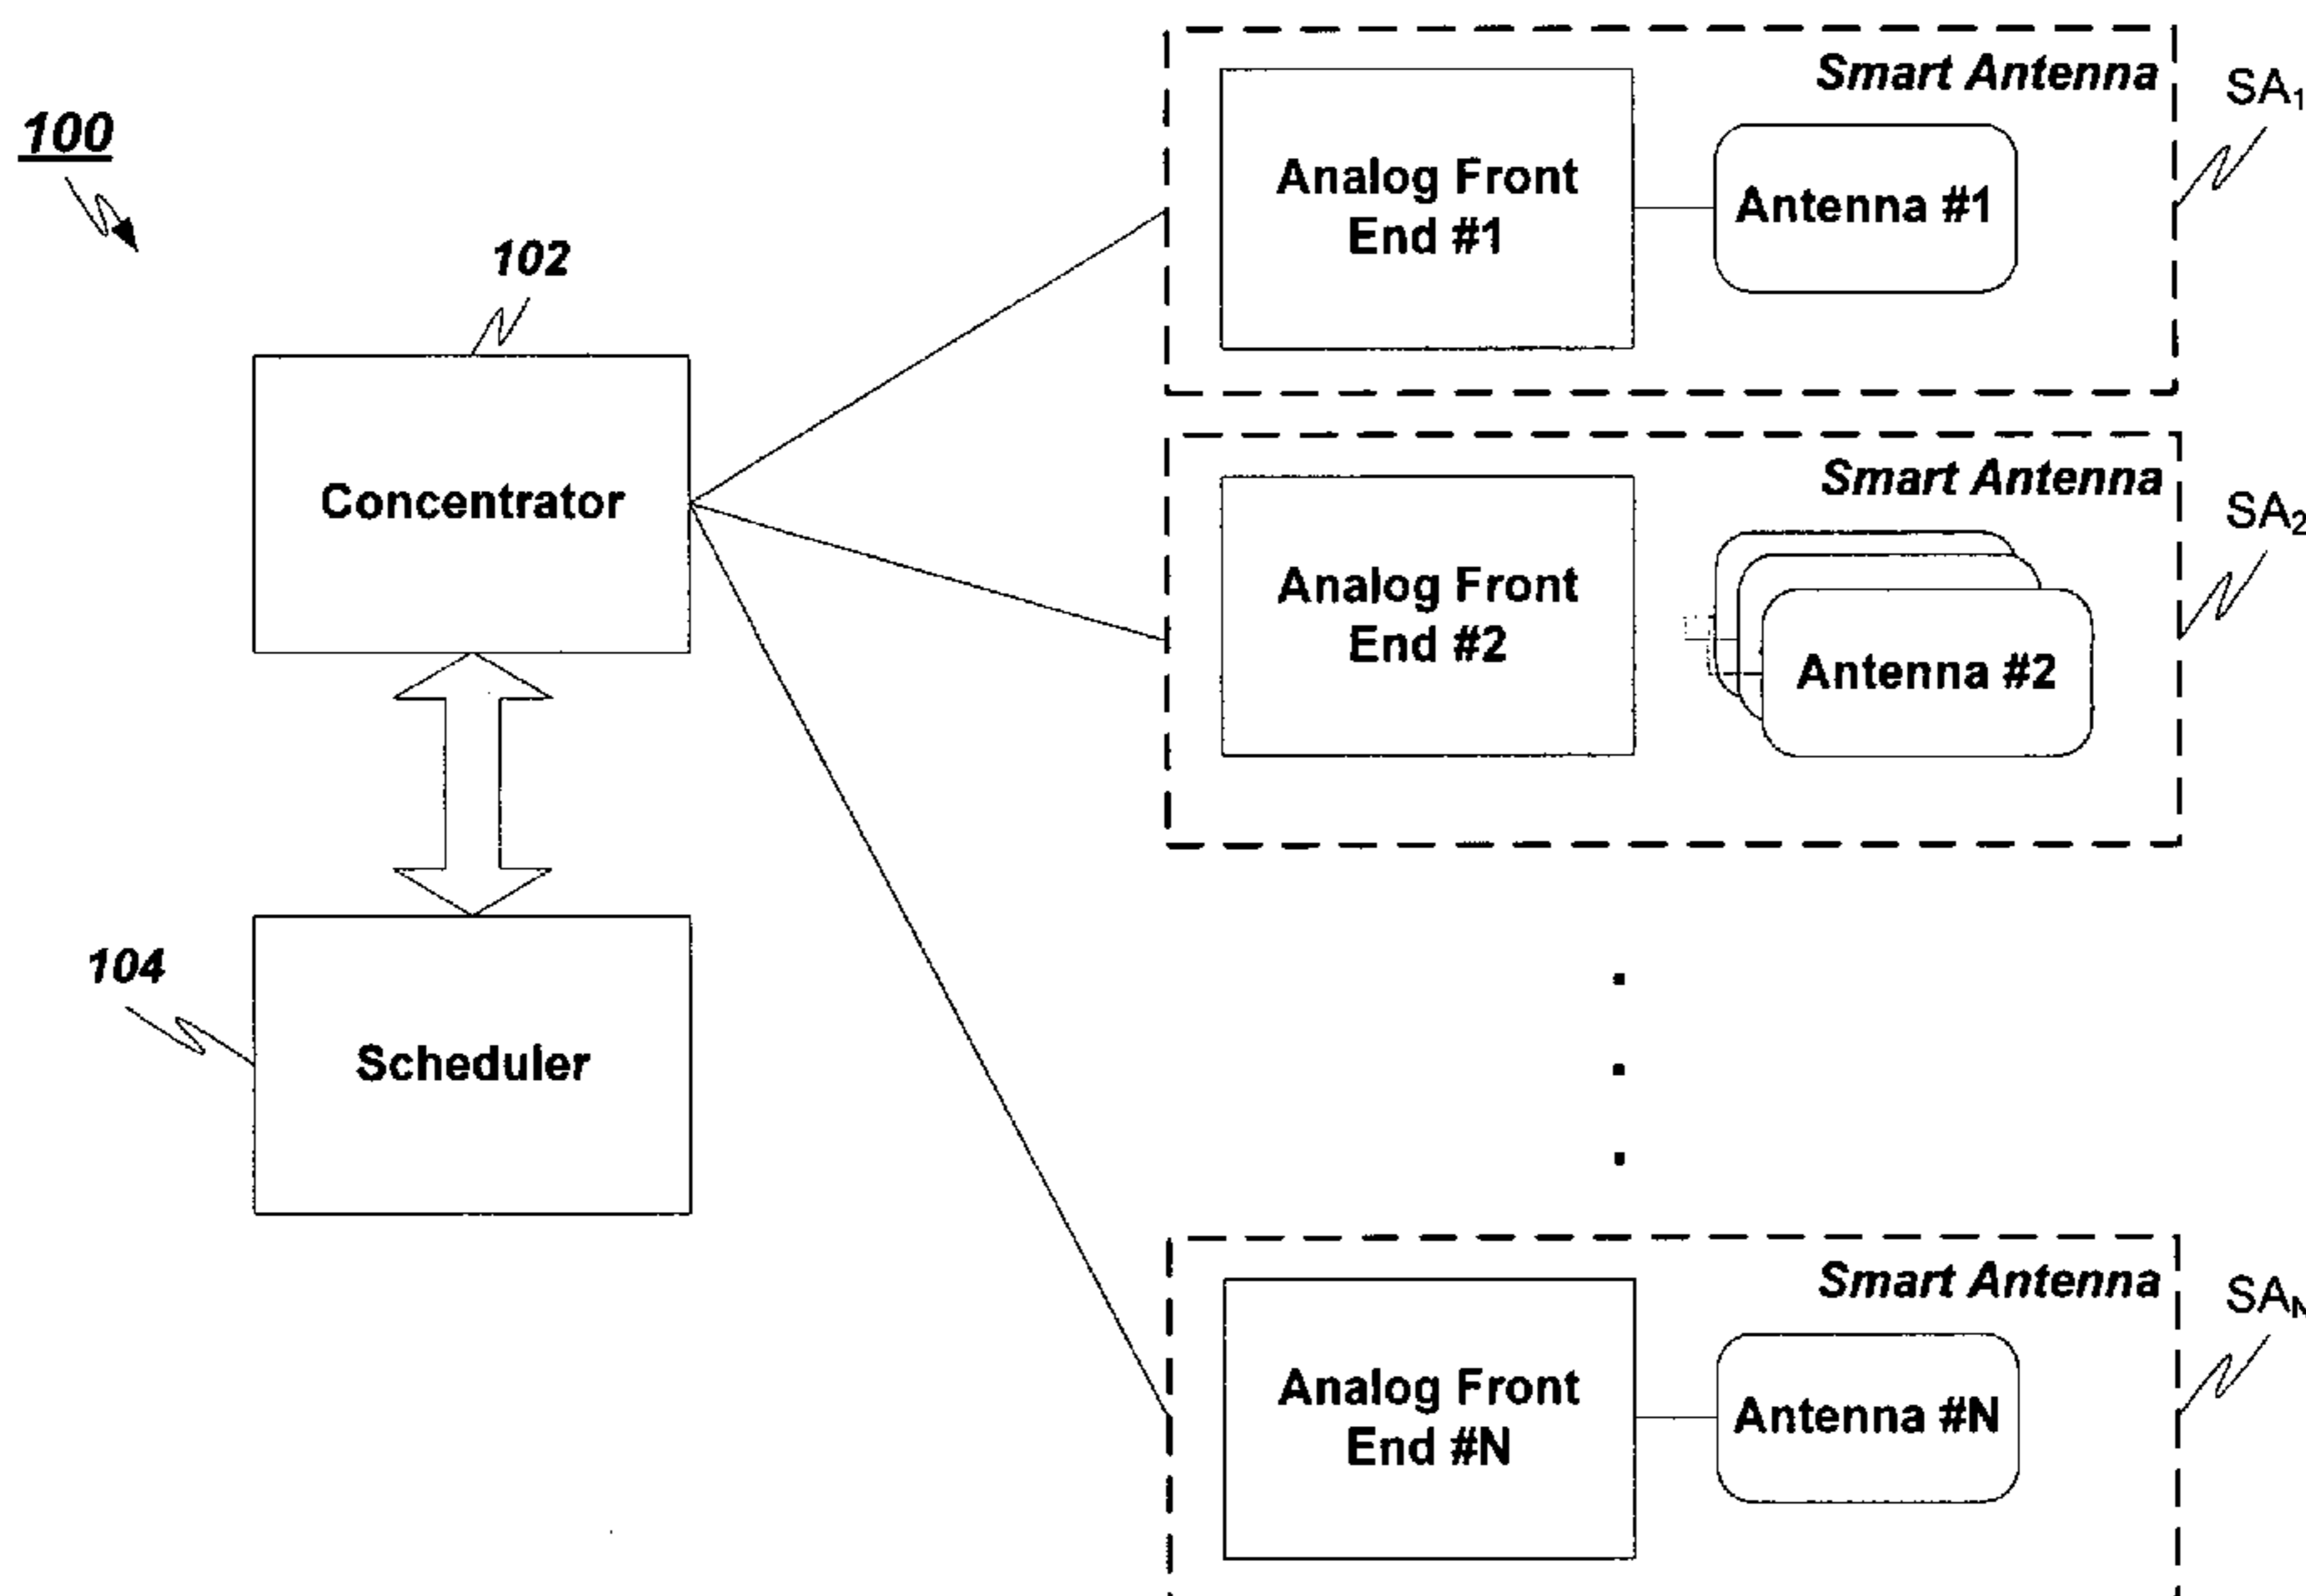 100
102
Concentrator
104
Scheduler
Smart Antenna
SA₁
Analog Front
End #1
Antenna #1
Smart Antenna
SA₂
Analog Front
End #2
Antenna #2
Smart Antenna
SAₙ
Analog Front
End #N
Antenna #N